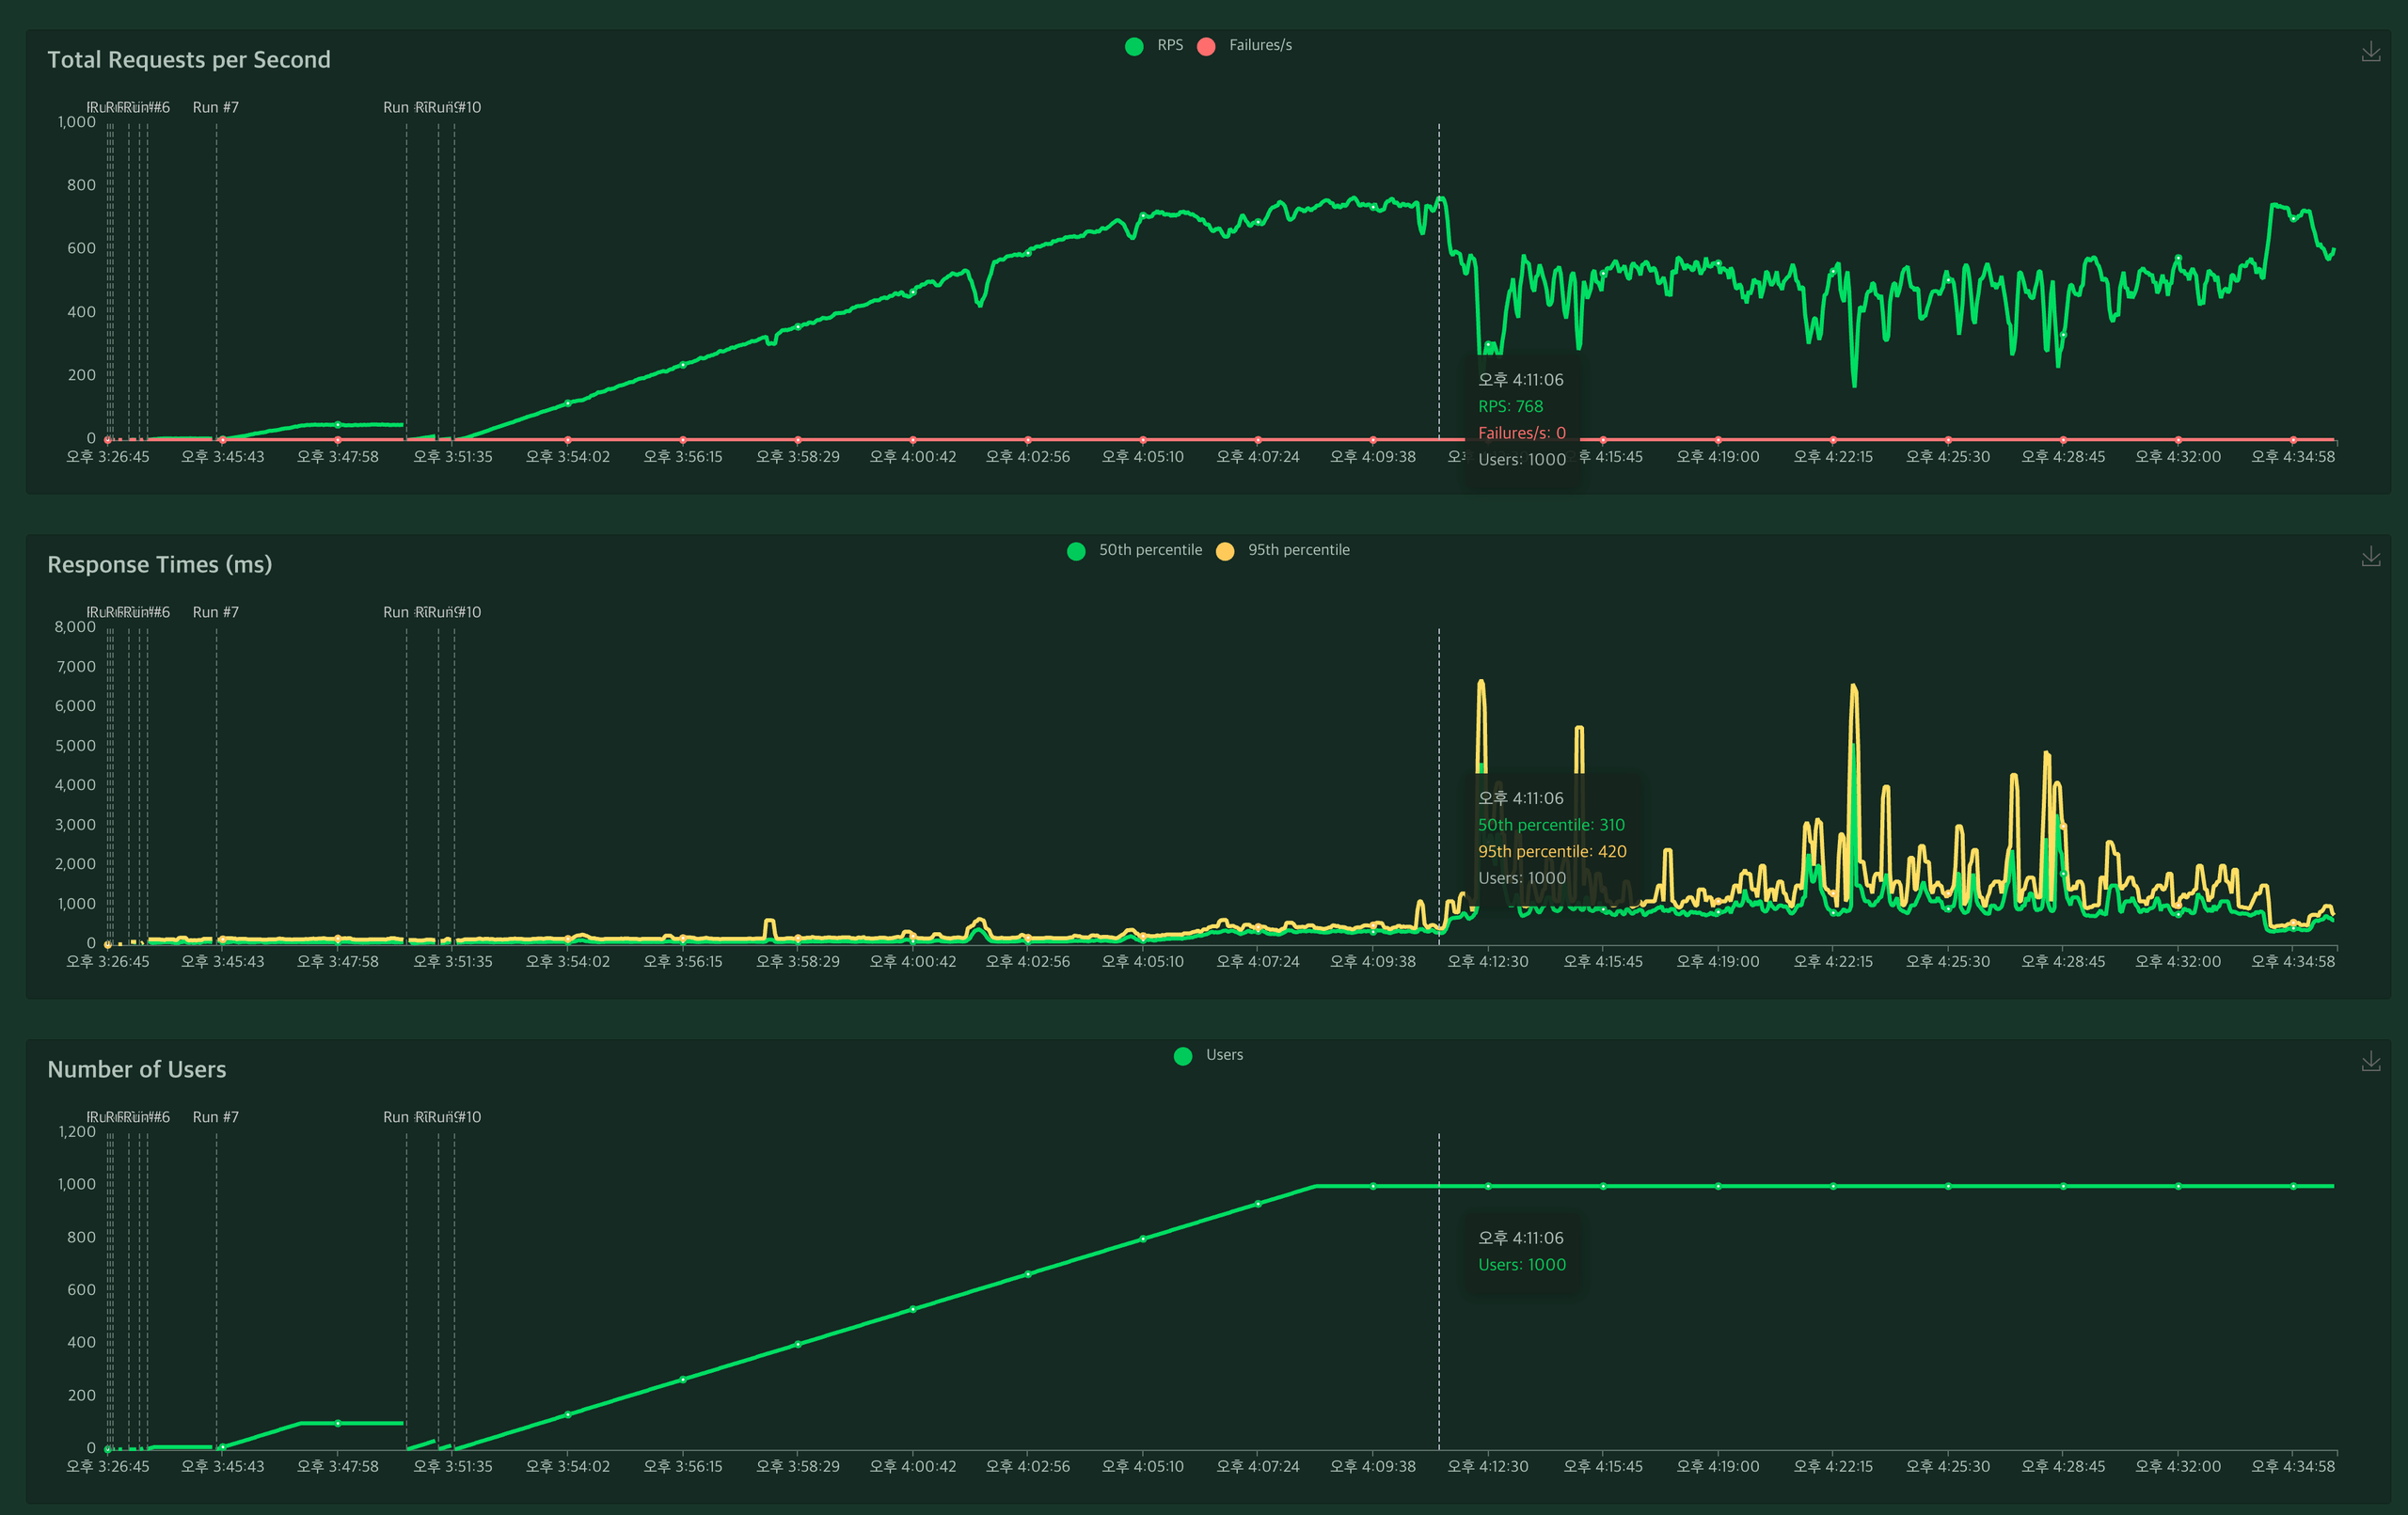 Total Requests per Second
RPS Failures/s
Run #7
Run #10
1,000
800
600
400
200
0
오후 3:26:45 오후 3:45:43 오후 3:47:58 오후 3:51:35 오후 3:54:02 오후 3:56:15 오후 3:58:29 오후 4:00:42 오후 4:02:56 오후 4:05:10 오후 4:07:24 오후 4:09:38 오후 4:19:00 오후 4:22:15 오후 4:25:30 오후 4:28:45 오후 4:32:00 오후 4:34:58
오후 4:11:06
RPS: 768
Failures/s: 0
Users: 1000
Response Times (ms)
50th percentile 95th percentile
Run #7
Run #10
8,000
7,000
6,000
5,000
4,000
3,000
2,000
1,000
0
오후 3:26:45 오후 3:45:43 오후 3:47:58 오후 3:51:35 오후 3:54:02 오후 3:56:15 오후 3:58:29 오후 4:00:42 오후 4:02:56 오후 4:05:10 오후 4:07:24 오후 4:09:38 오후 4:12:30 오후 4:15:45 오후 4:19:00 오후 4:22:15 오후 4:25:30 오후 4:28:45 오후 4:32:00 오후 4:34:58
오후 4:11:06
50th percentile: 310
95th percentile: 420
Users: 1000
Number of Users
Users
Run #7
Run #10
1,200
1,000
800
600
400
200
0
오후 3:26:45 오후 3:45:43 오후 3:47:58 오후 3:51:35 오후 3:54:02 오후 3:56:15 오후 3:58:29 오후 4:00:42 오후 4:02:56 오후 4:05:10 오후 4:07:24 오후 4:09:38 오후 4:12:30 오후 4:15:45 오후 4:19:00 오후 4:22:15 오후 4:25:30 오후 4:28:45 오후 4:32:00 오후 4:34:58
오후 4:11:06
Users: 1000